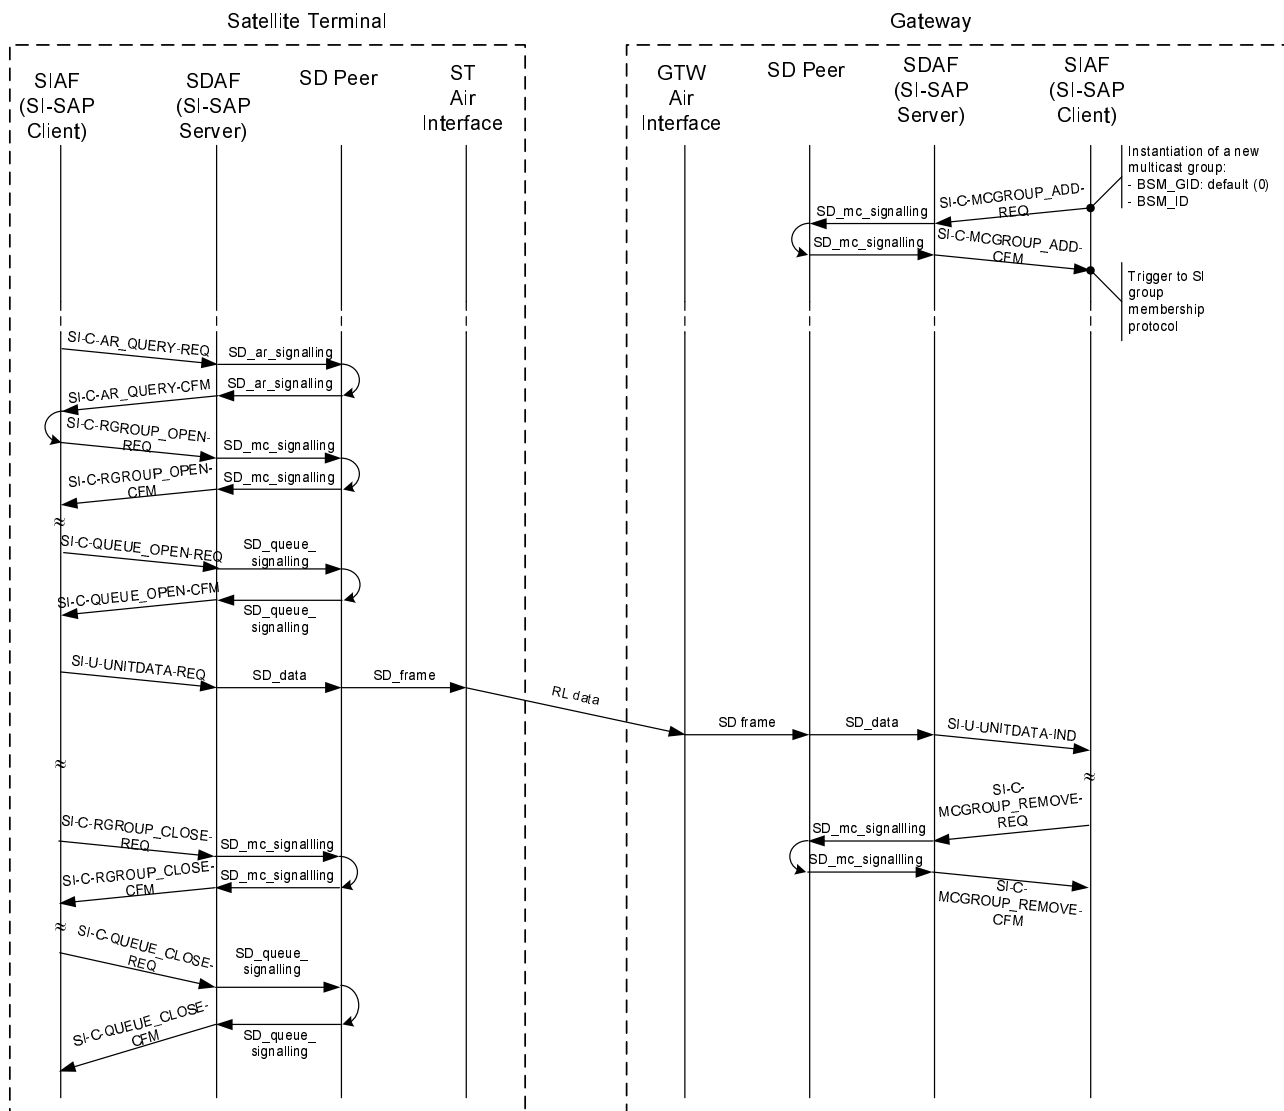 Satellite Terminal
Gateway
SIAF
(SI-SAP
Client)
SDAF
(SI-SAP
Server)
SD Peer
ST
Air
Interface
GTW
Air
Interface
SD Peer
SDAF
(SI-SAP
Server)
SIAF
(SI-SAP
Client)
Instantiation of a new
multicast group:
- BSM_GID: default (0)
- BSM_ID
SI-C-MCGROUP_ADD-
REQ
SD_mc_signalling
SD_mc_signalling
SI-C-MCGROUP_ADD-
CFM
Trigger to SI
group
membership
protocol
SI-C-AR_QUERY-REQ
SD_ar_signalling
SI-C-AR_QUERY-CFM
SD_ar_signalling
SI-C-RGROUP_OPEN-
REQ
SD_mc_signalling
SI-C-RGROUP_OPEN-
CFM
SD_mc_signalling
SI-C-QUEUE_OPEN-REQ
SD_queue_
signalling
SI-C-QUEUE_OPEN-CFM
SD_queue_
signalling
SI-U-UNITDATA-REQ
SD_data
SD_frame
RL data
SD frame
SD_data
SI-U-UNITDATA-IND
SI-C-
MCGROUP_REMOVE-
REQ
SD_mc_signallling
SD_mc_signallling
SI-C-
MCGROUP_REMOVE-
CFM
SI-C-RGROUP_CLOSE-
REQ
SD_mc_signallling
SI-C-RGROUP_CLOSE-
CFM
SD_mc_signallling
SI-C-QUEUE_CLOSE-
REQ
SD_queue_
signalling
SI-C-QUEUE_CLOSE-
CFM
SD_queue_
signalling